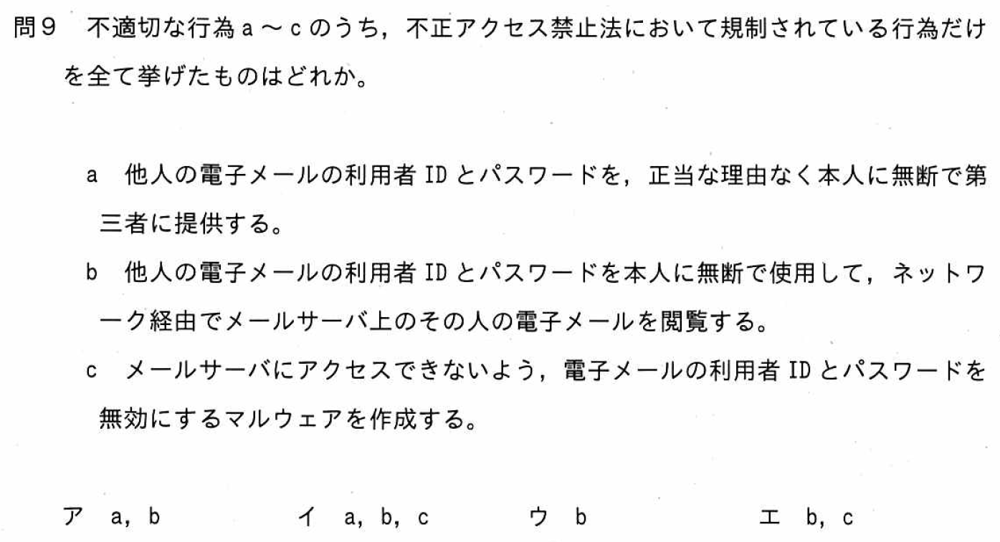 問９　不適切な行為 a ～ c のうち，不正アクセス禁止法において規制されている行為だけ
を全て挙げたものはどれか。
a　他人の電子メールの利用者 ID とパスワードを，正当な理由なく本人に無断で第
三者に提供する。
b　他人の電子メールの利用者 ID とパスワードを本人に無断で使用して，ネットワ
ーク経由でメールサーバ上のその人の電子メールを閲覧する。
c　メールサーバにアクセスできないよう，電子メールの利用者 ID とパスワードを
無効にするマルウェアを作成する。
ア　a，b　イ　a，b，c　ウ　b　エ　b，c